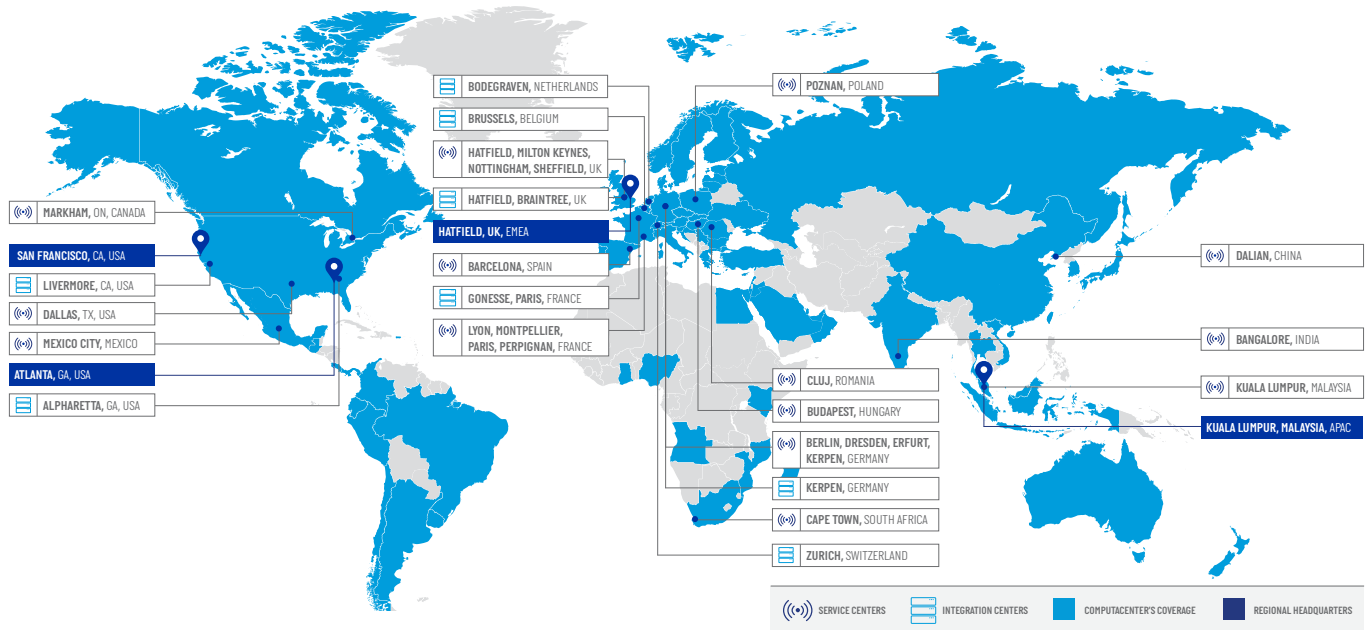 MARKHAM, ON, CANADA
SAN FRANCISCO, CA, USA
LIVERMORE, CA, USA
DALLAS, TX, USA
MEXICO CITY, MEXICO
ATLANTA, GA, USA
ALPHARETTA, GA, USA
BODEGRAVEN, NETHERLANDS
BRUSSELS, BELGIUM
HATFIELD, MILTON KEYNES,
NOTTINGHAM, SHEFFIELD, UK
HATFIELD, BRAINTREE, UK
HATFIELD, UK, EMEA
BARCELONA, SPAIN
GONESSE, PARIS, FRANCE
LYON, MONTPELLIER,
PARIS, PERPIGNAN, FRANCE
POZNAN, POLAND
CLUJ, ROMANIA
BUDAPEST, HUNGARY
BERLIN, DRESDEN, ERFURT,
KERPEN, GERMANY
KERPEN, GERMANY
CAPE TOWN, SOUTH AFRICA
ZURICH, SWITZERLAND
DALIAN, CHINA
BANGALORE, INDIA
KUALA LUMPUR, MALAYSIA
KUALA LUMPUR, MALAYSIA, APAC
SERVICE CENTERS
INTEGRATION CENTERS
COMPUTACENTER'S COVERAGE
REGIONAL HEADQUARTERS